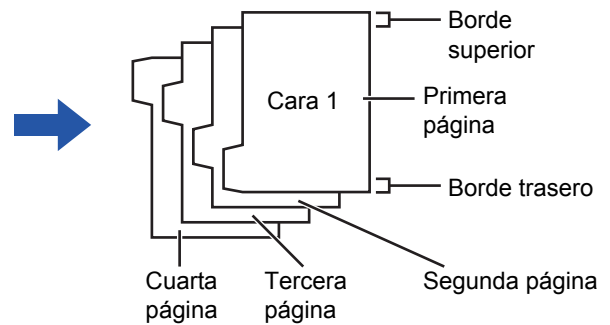 Borde
superior
Cara 1
Primera
página
Borde trasero
Cuarta
página
Tercera
página
Segunda página